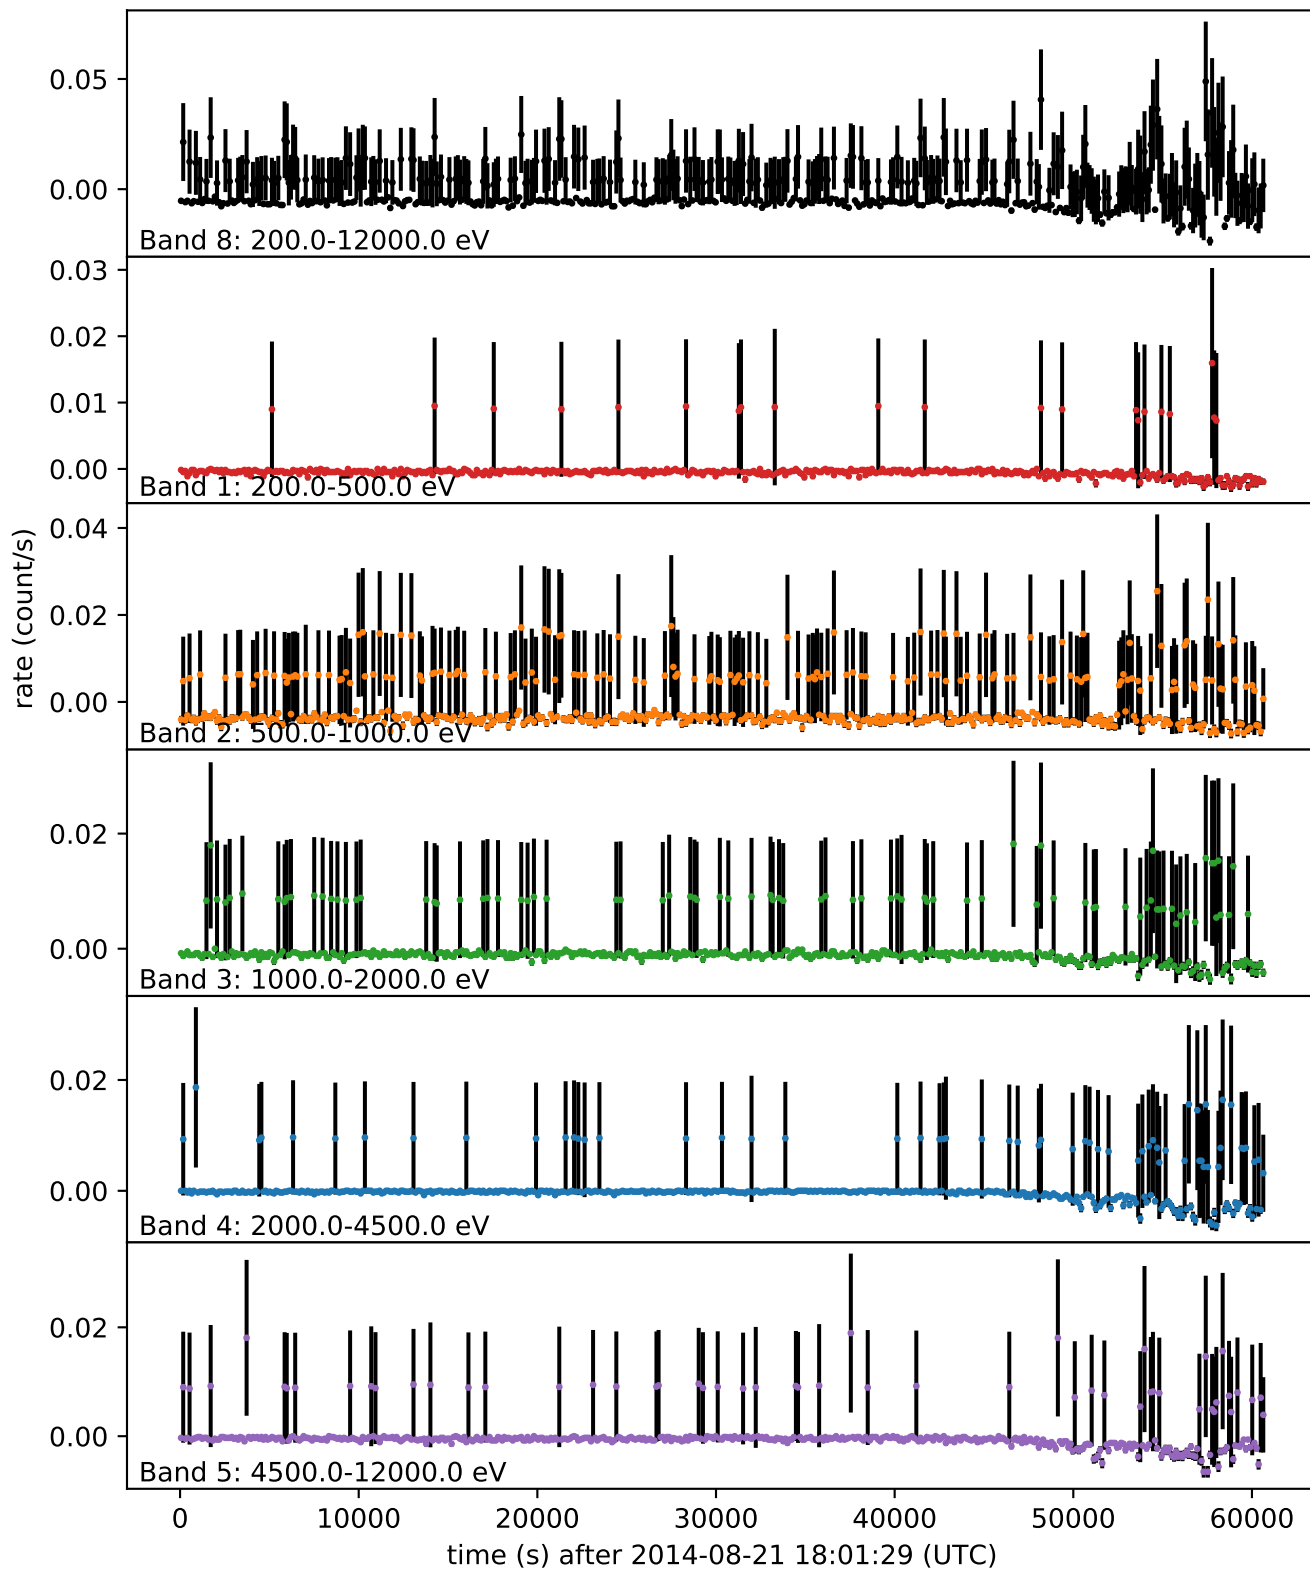 0.05
0.00
Band 8: 200.0-12000.0 eV
0.03
0.02
0.01
0.00
Band 1: 200.0-500.0 eV
rate (count/s)
0.04
0.02
0.00
Band 2: 500.0-1000.0 eV
0.02
0.00
Band 3: 1000.0-2000.0 eV
0.02
0.00
Band 4: 2000.0-4500.0 eV
0.02
0.00
Band 5: 4500.0-12000.0 eV
0 10000 20000 30000 40000 50000 60000
time (s) after 2014-08-21 18:01:29 (UTC)